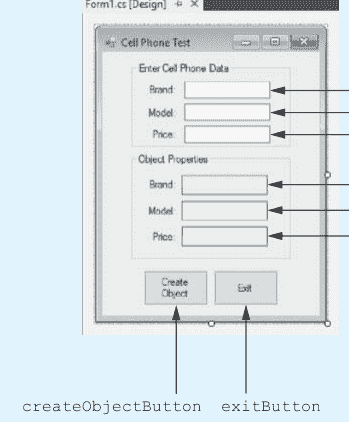 Form1.cs [Design]
Cell Phone Test
Enter Cell Phone Data
Brand:
Model:
Price:
Object Properties
Brand:
Model:
Price:
Create
Object
Exit
createObjectButton exitButton